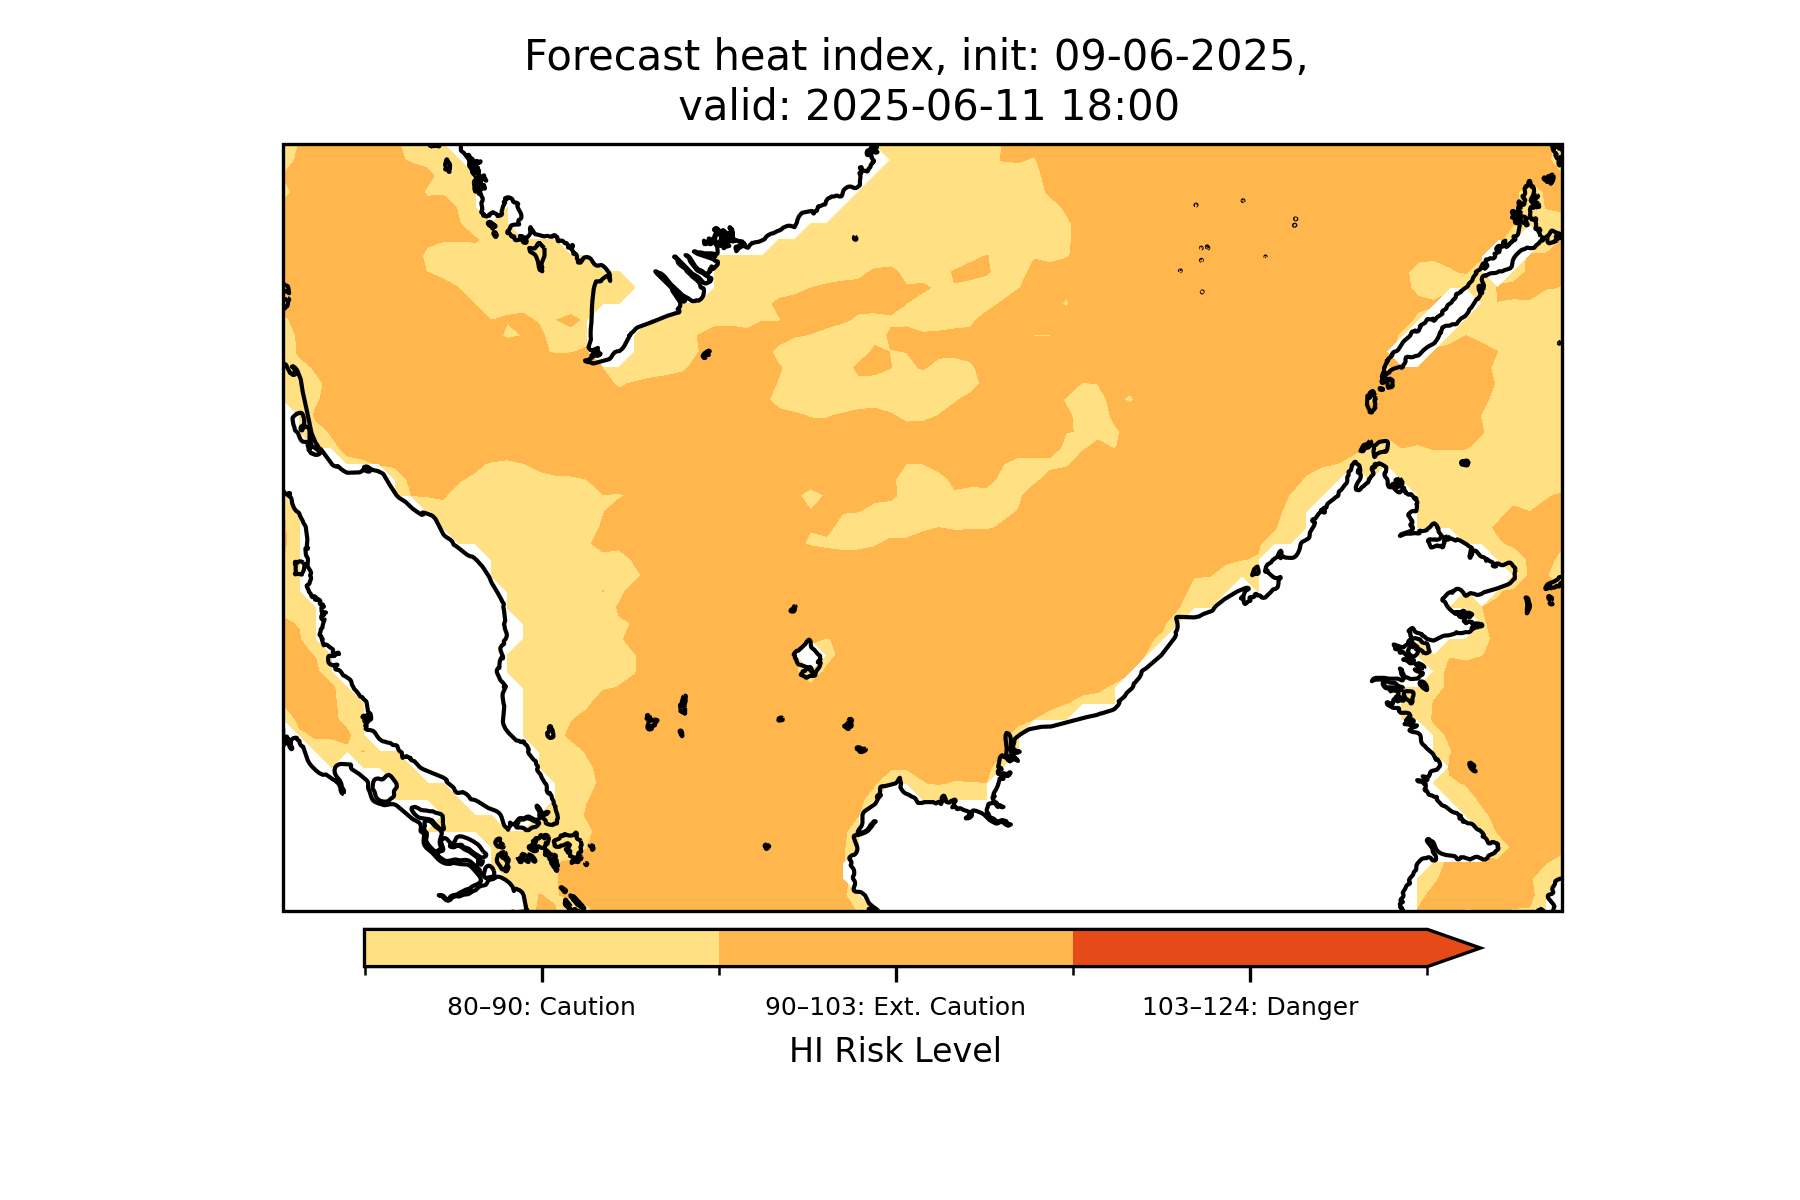 Forecast heat index, init: 09-06-2025,
valid: 2025-06-11 18:00
80–90: Caution
90–103: Ext. Caution
103–124: Danger
HI Risk Level